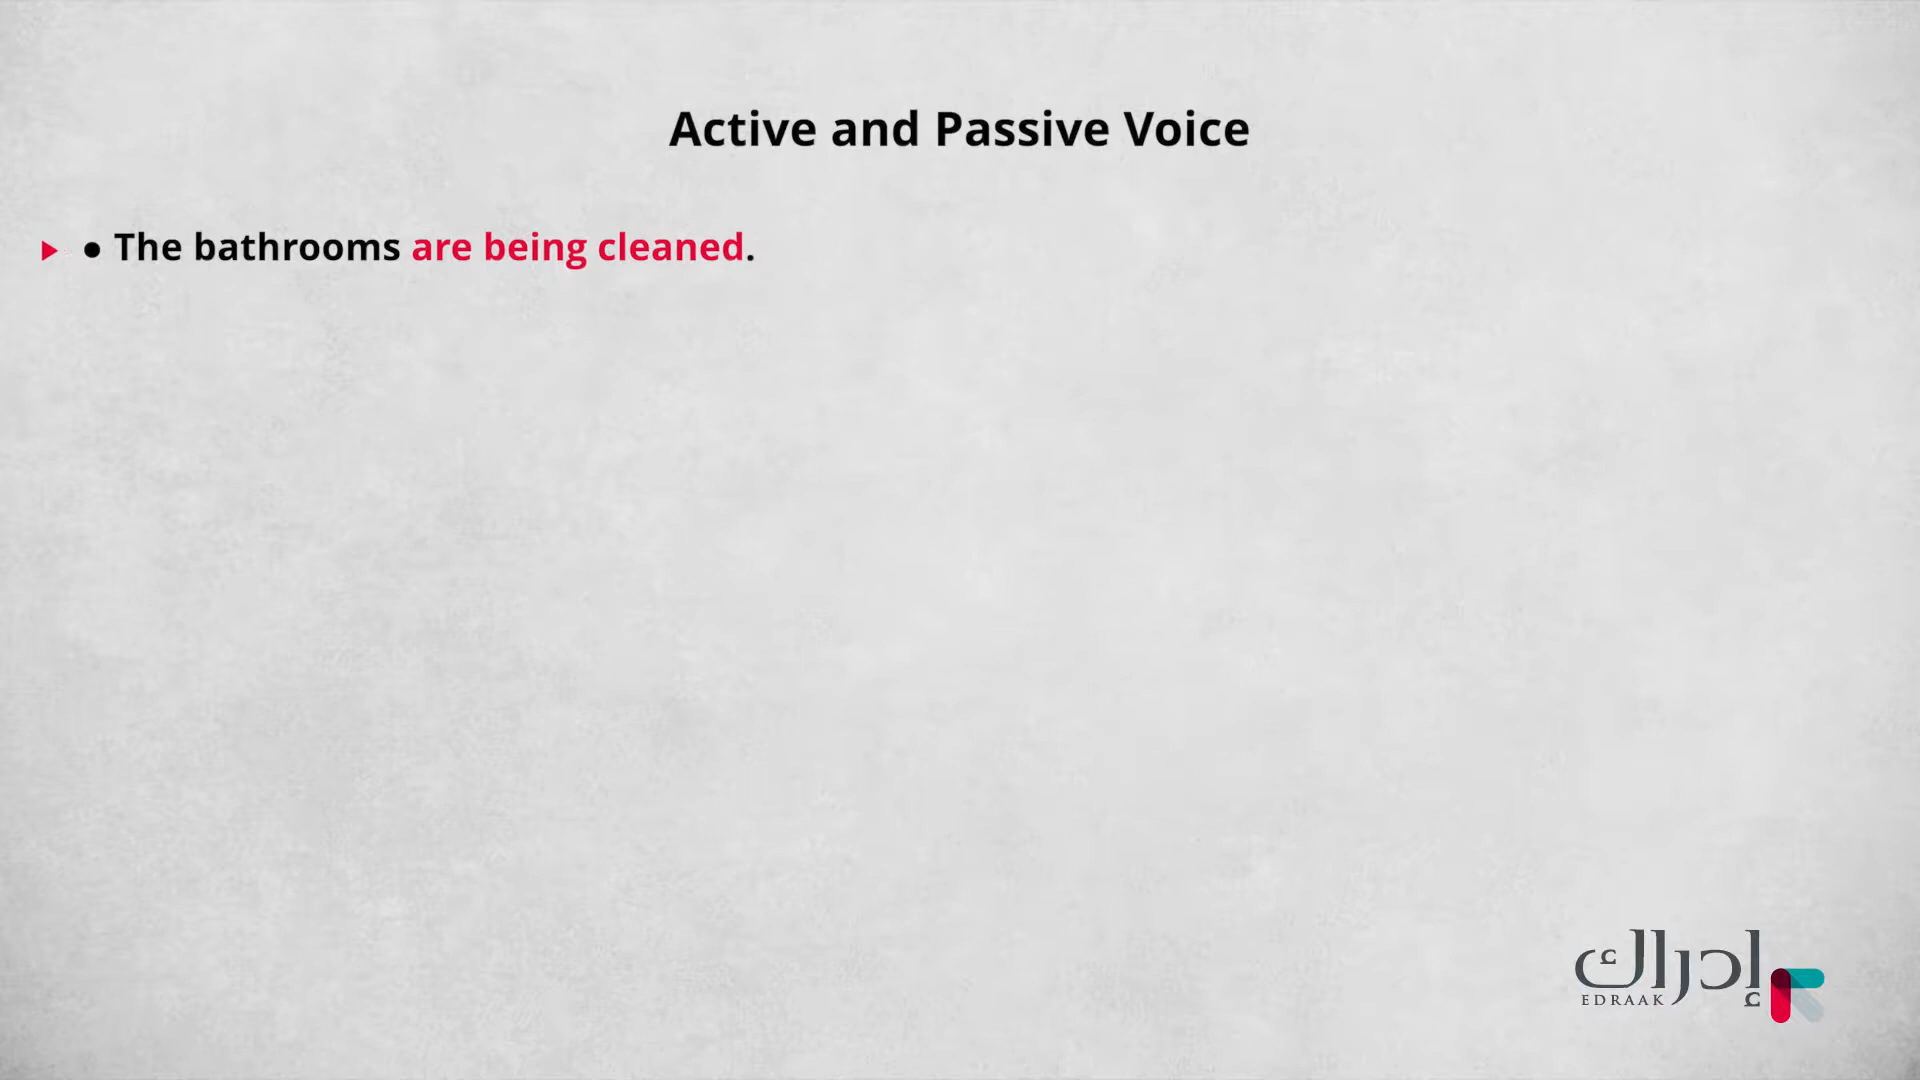 Active and Passive Voice
● The bathrooms are being cleaned.
إدراك
EDRAAK